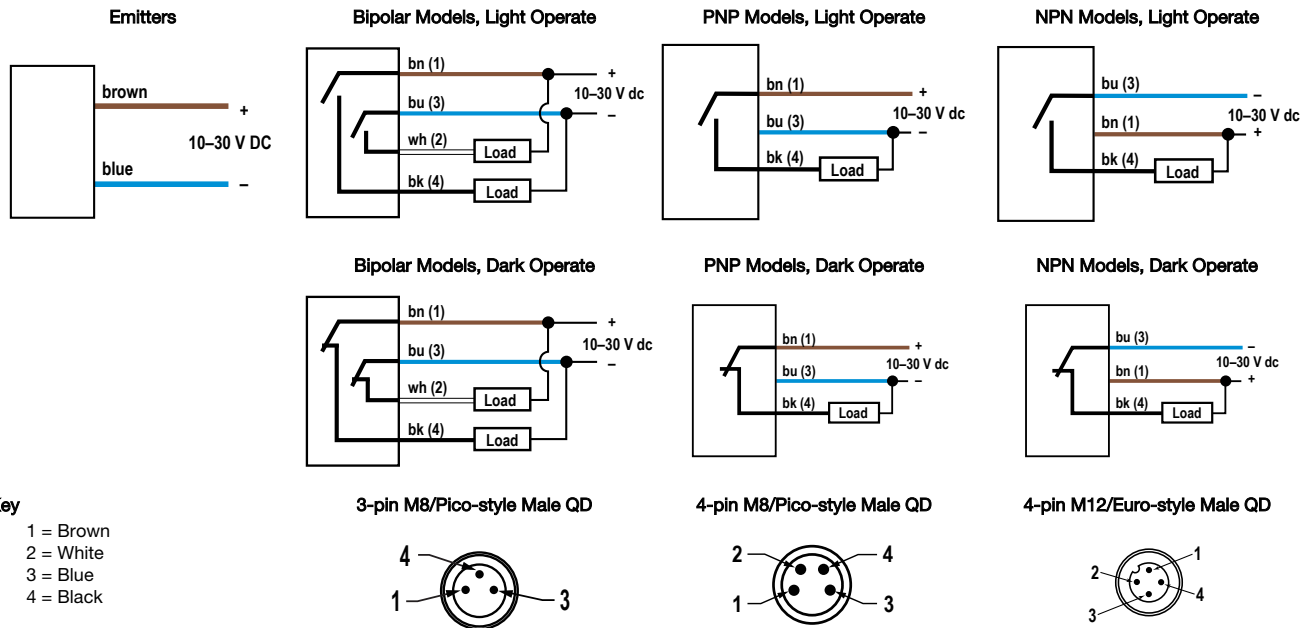 Emitters
brown
+
10–30 V DC
blue
–
Bipolar Models, Light Operate
bn (1)
+
10–30 V dc
bu (3)
–
wh (2)
Load
bk (4)
Load
PNP Models, Light Operate
bn (1)
+
10–30 V dc
bu (3)
–
bk (4)
Load
NPN Models, Light Operate
bu (3)
–
10–30 V dc
bn (1)
+
bk (4)
Load
Bipolar Models, Dark Operate
bn (1)
+
10–30 V dc
bu (3)
–
wh (2)
Load
bk (4)
Load
PNP Models, Dark Operate
bn (1)
+
10–30 V dc
bu (3)
–
bk (4)
Load
NPN Models, Dark Operate
bu (3)
–
10–30 V dc
bn (1)
+
bk (4)
Load
ey
1 = Brown
2 = White
3 = Blue
4 = Black
3-pin M8/Pico-style Male QD
4
1
3
4-pin M8/Pico-style Male QD
2
4
1
3
4-pin M12/Euro-style Male QD
1
2
4
3